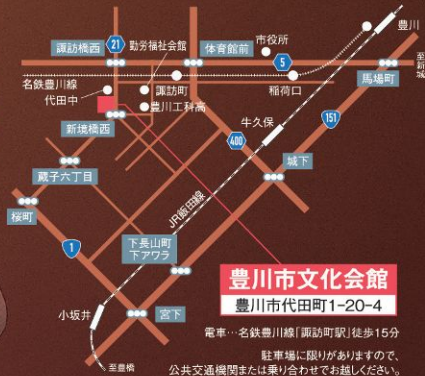 豊川
諏訪橋西
21
勤労福祉会館
体育館前
市役所
5
至新城
名鉄豊川線
諏訪町
稲荷口
馬場町
代田中
豊川工科高
新境橋西
牛久保
151
400
蔵子六丁目
城下
桜町
JR飯田線
1
下長山町
下アワラ
豊川市文化会館
豊川市代田町1-20-4
小坂井
宮下
電車…名鉄豊川線「諏訪町駅」徒歩15分
至豊橋
駐車場に限りがありますので、
公共交通機関または乗り合わせでお越しください。